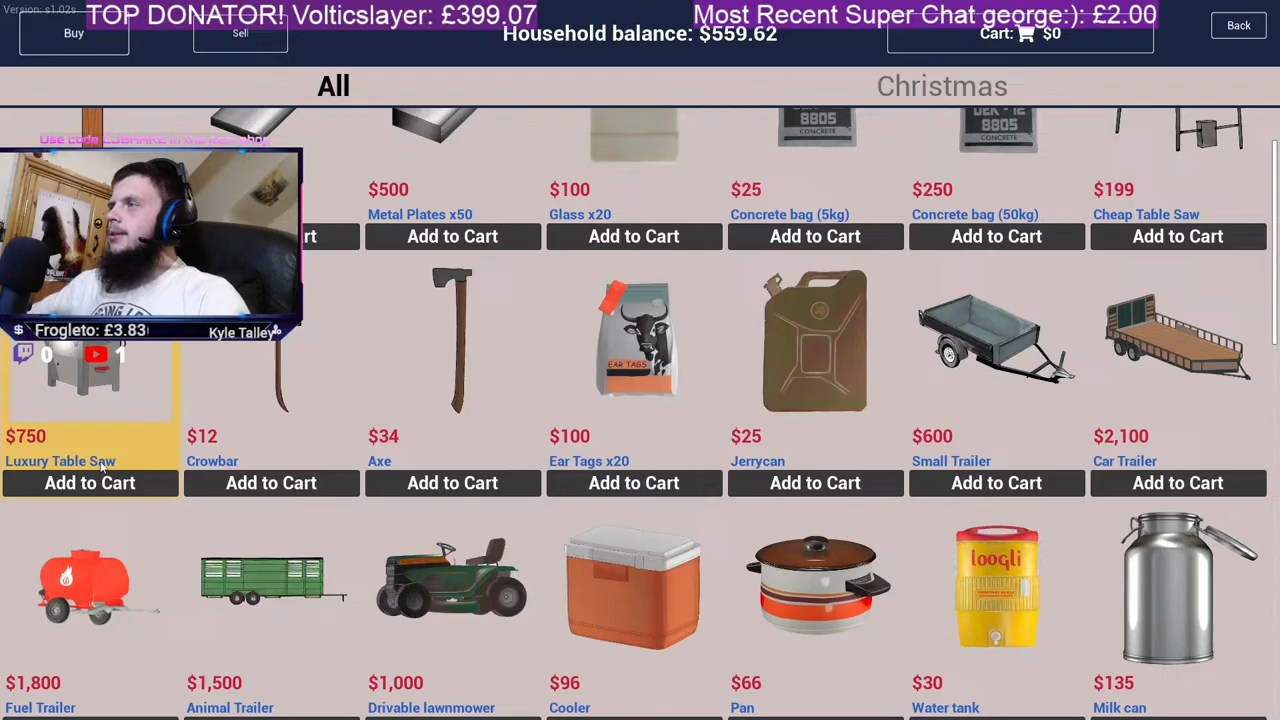 Version: s1.02s
TOP DONATOR! Volticslayer: £399.07
Most Recent Super Chat george:): £2.00
Buy
Sell
Household balance: $559.62
Cart: $0
Back
All
Christmas
8805
CONCRETE
8805
CONCRETE
$500
$100
$25
$250
$199
Metal Plates x50
Glass x20
Concrete bag (5kg)
Concrete bag (50kg)
Cheap Table Saw
rt
Add to Cart
Add to Cart
Add to Cart
Add to Cart
Add to Cart
Frogleto: £3.83
Kyle Talley
0
1
EAR TAGS
$750
$12
$34
$100
$25
$600
$2,100
Luxury Table Saw
Crowbar
Axe
Ear Tags x20
Jerrycan
Small Trailer
Car Trailer
Add to Cart
Add to Cart
Add to Cart
Add to Cart
Add to Cart
Add to Cart
Add to Cart
loogli
$1,800
$1,500
$1,000
$96
$66
$30
$135
Fuel Trailer
Animal Trailer
Drivable lawnmower
Cooler
Pan
Water tank
Milk can